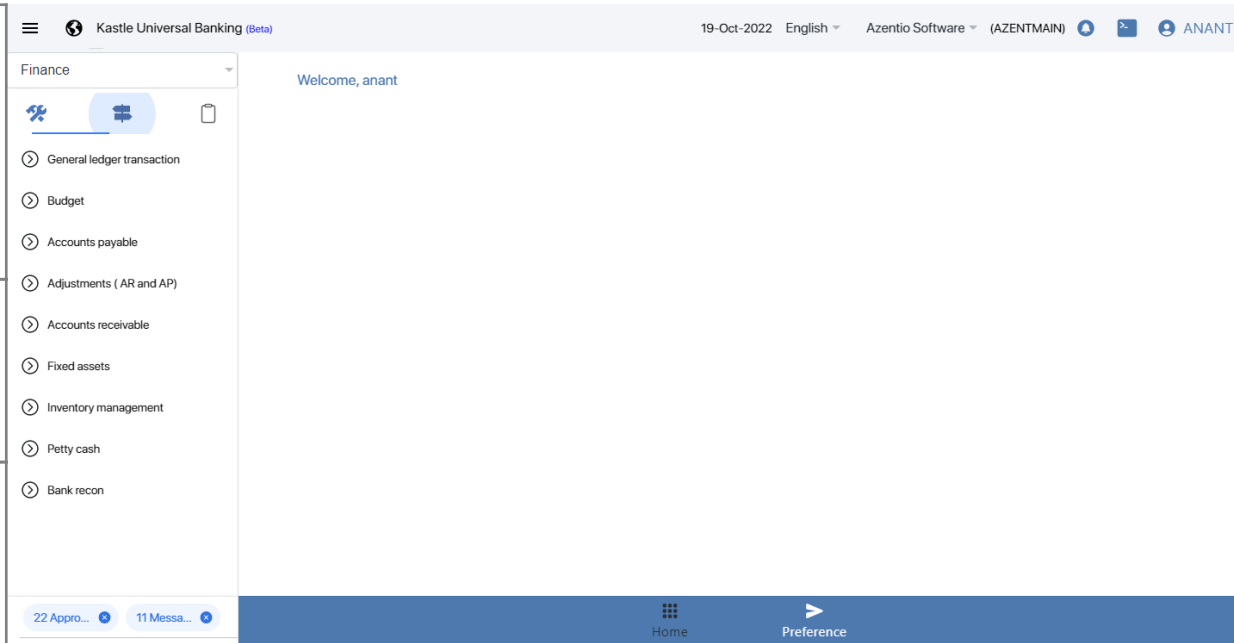 Kastle Universal Banking (Beta)
19-Oct-2022 English Azentio Software (AZENTMAIN) ANANT
Finance
Welcome, anant
General ledger transaction
Budget
Accounts payable
Adjustments ( AR and AP)
Accounts receivable
Fixed assets
Inventory management
Petty cash
Bank recon
22 Appro... 11 Messa...
Home Preference